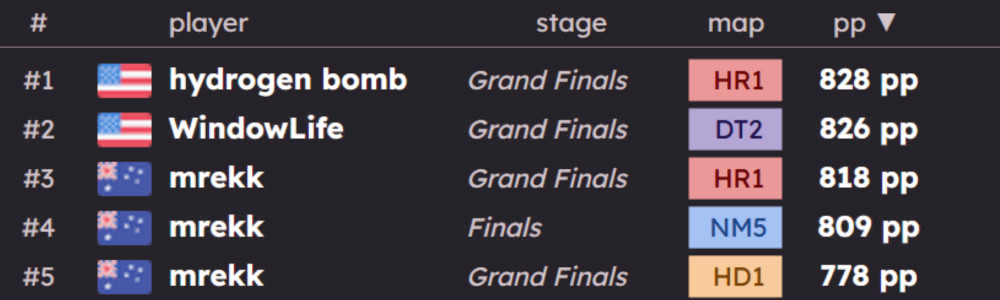 # player stage map pp ▼
#1 hydrogen bomb Grand Finals HR1 828 pp
#2 WindowLife Grand Finals DT2 826 pp
#3 mrekk Grand Finals HR1 818 pp
#4 mrekk Finals NM5 809 pp
#5 mrekk Grand Finals HD1 778 pp